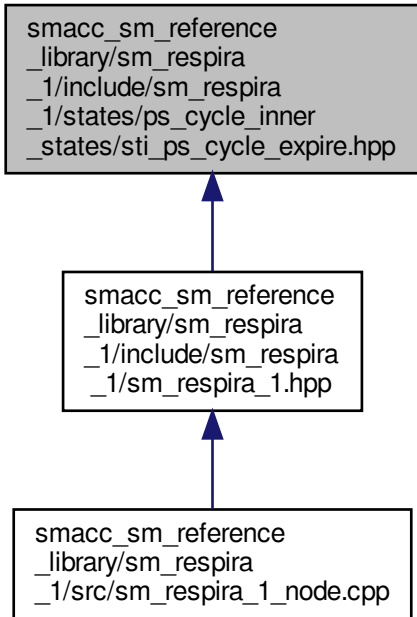 smacc_sm_reference
_library/sm_respira
_1/include/sm_respira
_1/states/ps_cycle_inner
_states/sti_ps_cycle_expire.hpp
smacc_sm_reference
_library/sm_respira
_1/include/sm_respira
_1/sm_respira_1.hpp
smacc_sm_reference
_library/sm_respira
_1/src/sm_respira_1_node.cpp